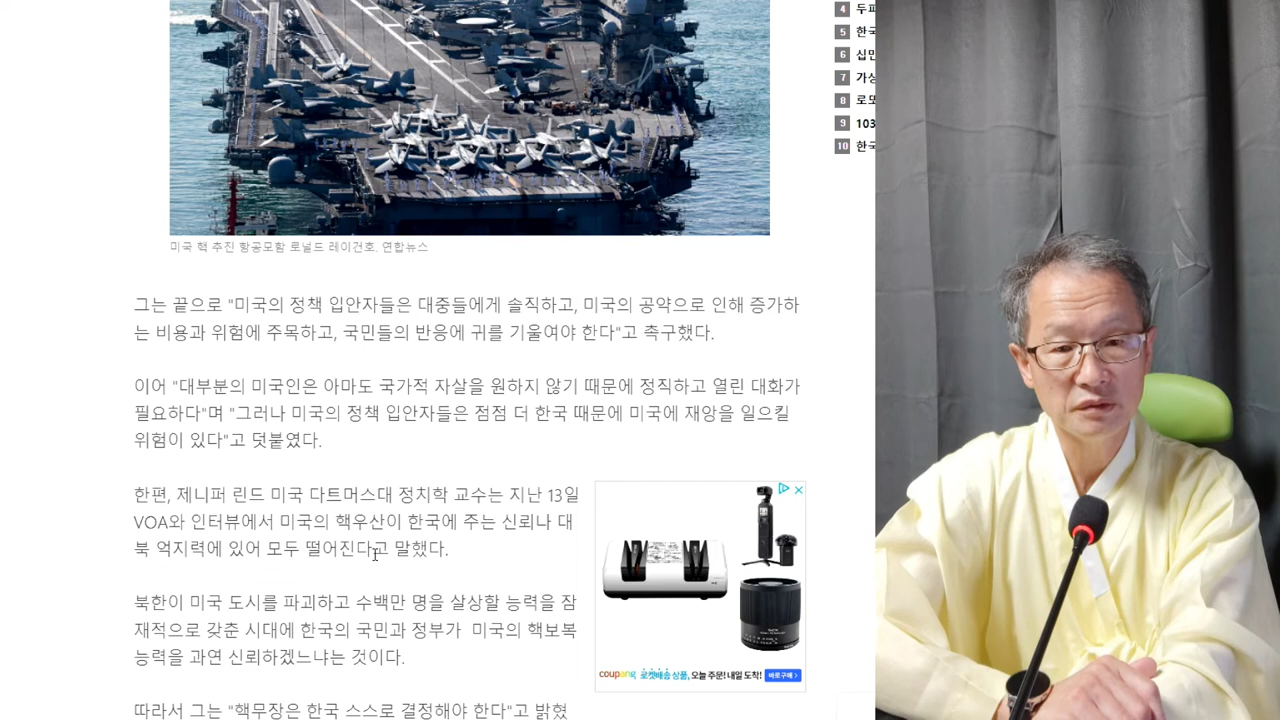 4 두
5 한국
6 십만
7 가상
8 로또
9 103
10 한국
미국 핵 추진 항공모함 로널드 레이건호. 연합뉴스
그는 끝으로 "미국의 정책 입안자들은 대중들에게 솔직하고, 미국의 공약으로 인해 증가하
는 비용과 위험에 주목하고, 국민들의 반응에 귀를 기울여야 한다"고 촉구했다.
이어 "대부분의 미국인은 아마도 국가적 자살을 원하지 않기 때문에 정직하고 열린 대화가
필요하다"며 "그러나 미국의 정책 입안자들은 점점 더 한국 때문에 미국에 재앙을 일으킬
위험이 있다"고 덧붙였다.
한편, 제니퍼 린드 미국 다트머스대 정치학 교수는 지난 13일
VOA와 인터뷰에서 미국의 핵우산이 한국에 주는 신뢰나 대
북 억지력에 있어 모두 떨어진다고 말했다.
북한이 미국 도시를 파괴하고 수백만 명을 살상할 능력을 잠
재적으로 갖춘 시대에 한국의 국민과 정부가 미국의 핵보복
능력을 과연 신뢰하겠느냐는 것이다.
coupang 로켓배송 상품, 오늘 주문! 내일 도착! 바로구매 >
따라서 그는 "핵무장은 한국 스스로 결정해야 한다"고 밝혔